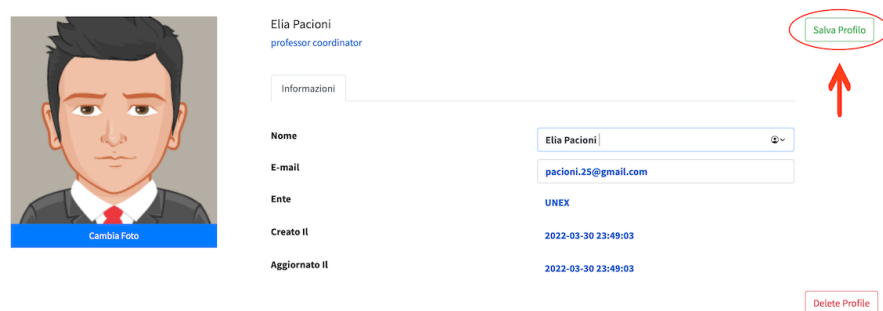 Elia Pacioni
professor coordinator
Salva Profilo
Informazioni
Nome
Elia Pacioni
E-mail
pacioni.25@gmail.com
Ente
UNEX
Creato Il
2022-03-30 23:49:03
Aggiornato Il
2022-03-30 23:49:03
Cambia Foto
Delete Profile